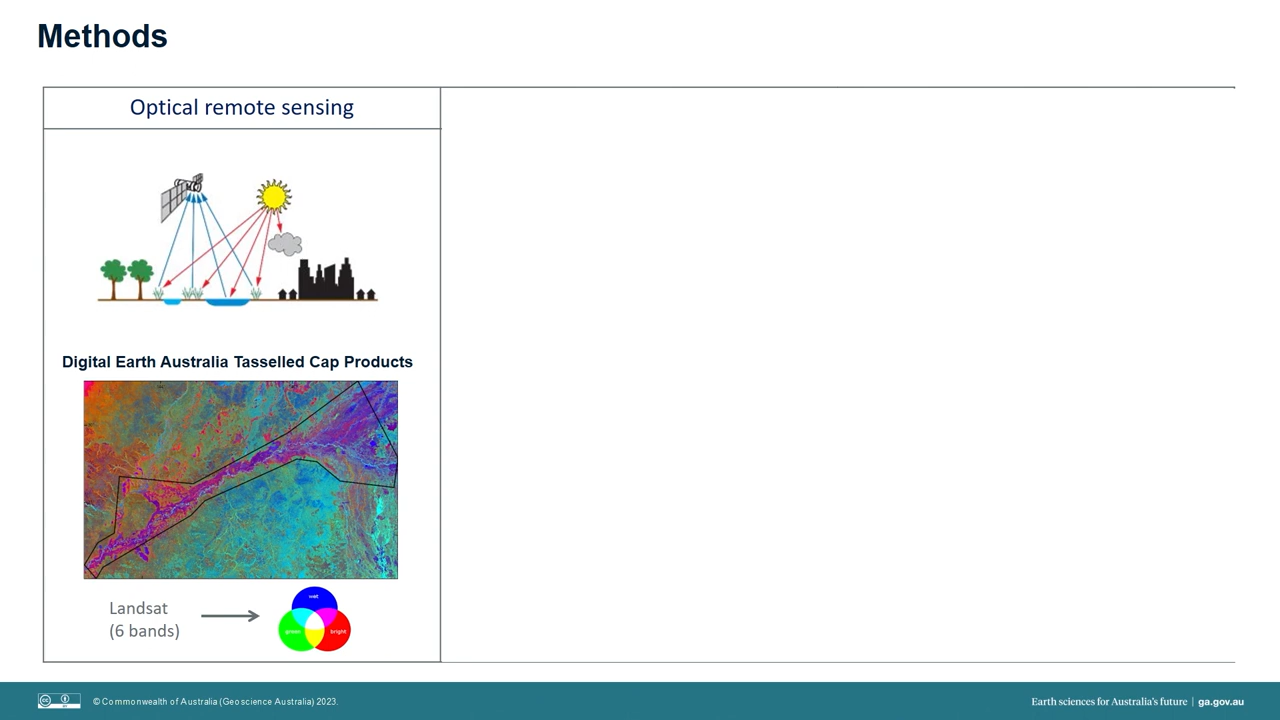 Methods
Optical remote sensing
Digital Earth Australia Tasselled Cap Products
Landsat
(6 bands)
wet
green
bright
© Commonwealth of Australia (Geoscience Australia) 2023.
Earth sciences for Australia's future | ga.gov.au